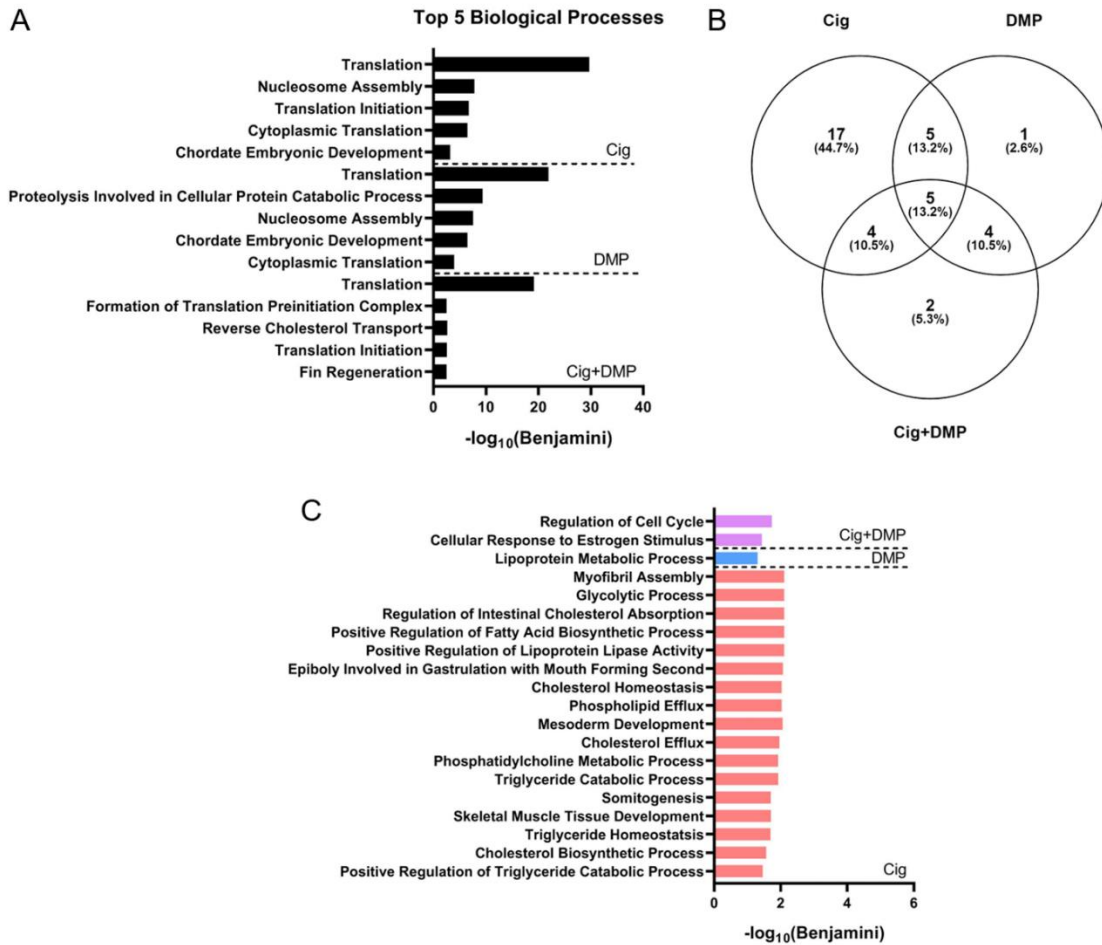 A
Top 5 Biological Processes
Translation
Nucleosome Assembly
Translation Initiation
Cytoplasmic Translation
Chordate Embryonic Development
Cig
Translation
Proteolysis Involved in Cellular Protein Catabolic Process
Nucleosome Assembly
Chordate Embryonic Development
Cytoplasmic Translation
DMP
Translation
Formation of Translation Preinitiation Complex
Reverse Cholesterol Transport
Translation Initiation
Fin Regeneration
Cig+DMP
0 10 20 30 40
-log10(Benjamini)
B
Cig DMP
17
(44.7%)
5
(13.2%)
1
(2.6%)
5
(13.2%)
4
(10.5%)
4
(10.5%)
2
(5.3%)
Cig+DMP
C
Regulation of Cell Cycle
Cellular Response to Estrogen Stimulus
Cig+DMP
Lipoprotein Metabolic Process
DMP
Myofibril Assembly
Glycolytic Process
Regulation of Intestinal Cholesterol Absorption
Positive Regulation of Fatty Acid Biosynthetic Process
Positive Regulation of Lipoprotein Lipase Activity
Epiboly Involved in Gastrulation with Mouth Forming Second
Cholesterol Homeostasis
Phospholipid Efflux
Mesoderm Development
Cholesterol Efflux
Phosphatidylcholine Metabolic Process
Triglyceride Catabolic Process
Somitogenesis
Skeletal Muscle Tissue Development
Triglyceride Homeostatsis
Cholesterol Biosynthetic Process
Positive Regulation of Triglyceride Catabolic Process
Cig
0 2 4 6
-log10(Benjamini)